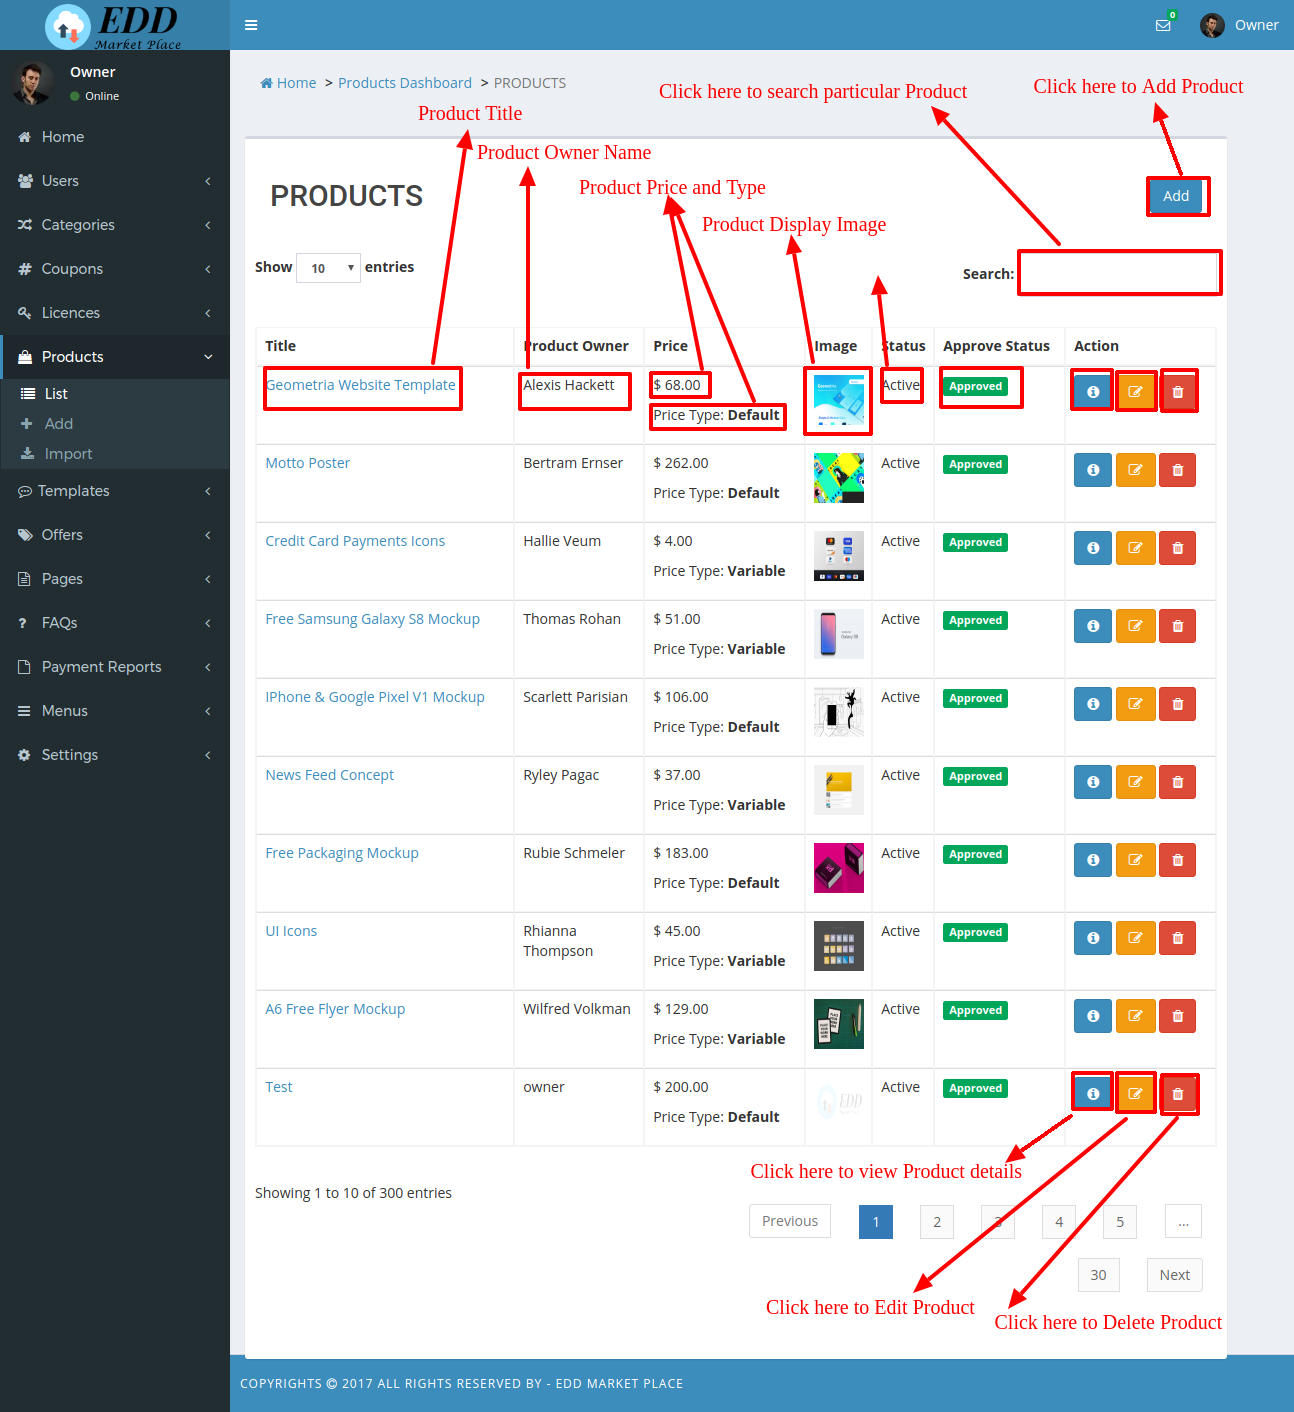 EDD
Market Place
0
Owner
Owner
Online
Home
Users
Categories
Coupons
Licences
Products
List
Add
Import
Templates
Offers
Pages
FAQs
Payment Reports
Menus
Settings
Home > Products Dashboard > PRODUCTS
Click here to search particular Product
Click here to Add Product
Product Title
Product Owner Name
Product Price and Type
Product Display Image
PRODUCTS
Add
Show 10 entries
Search:
Title Product Owner Price Image Status Approve Status Action
Geometria Website Template Alexis Hackett $ 68.00 Active Approved
Price Type: Default
Motto Poster Bertram Ernser $ 262.00 Active Approved
Price Type: Default
Credit Card Payments Icons Hallie Veum $ 4.00 Active Approved
Price Type: Variable
Free Samsung Galaxy S8 Mockup Thomas Rohan $ 51.00 Active Approved
Price Type: Variable
IPhone & Google Pixel V1 Mockup Scarlett Parisian $ 106.00 Active Approved
Price Type: Default
News Feed Concept Ryley Pagac $ 37.00 Active Approved
Price Type: Variable
Free Packaging Mockup Rubie Schmeler $ 183.00 Active Approved
Price Type: Default
UI Icons Rhianna $ 45.00 Active Approved
Thompson
Price Type: Variable
A6 Free Flyer Mockup Wilfred Volkman $ 129.00 Active Approved
Price Type: Variable
Test owner $ 200.00 EDD Active Approved
Price Type: Default
Click here to view Product details
Showing 1 to 10 of 300 entries
Previous 1 2 3 4 5 ...
30 Next
Click here to Edit Product
Click here to Delete Product
COPYRIGHTS © 2017 ALL RIGHTS RESERVED BY - EDD MARKET PLACE